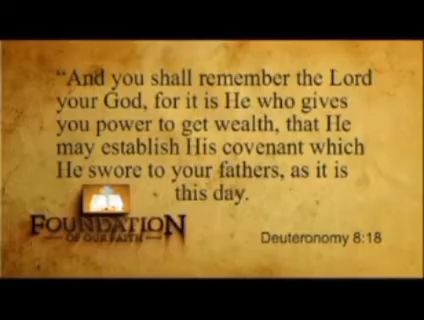 “And you shall remember the Lord
your God, for it is He who gives
you power to get wealth, that He
may establish His covenant which
He swore to your fathers, as it is
this day.
FOUNDATION
OF OUR FAITH
Deuteronomy 8:18